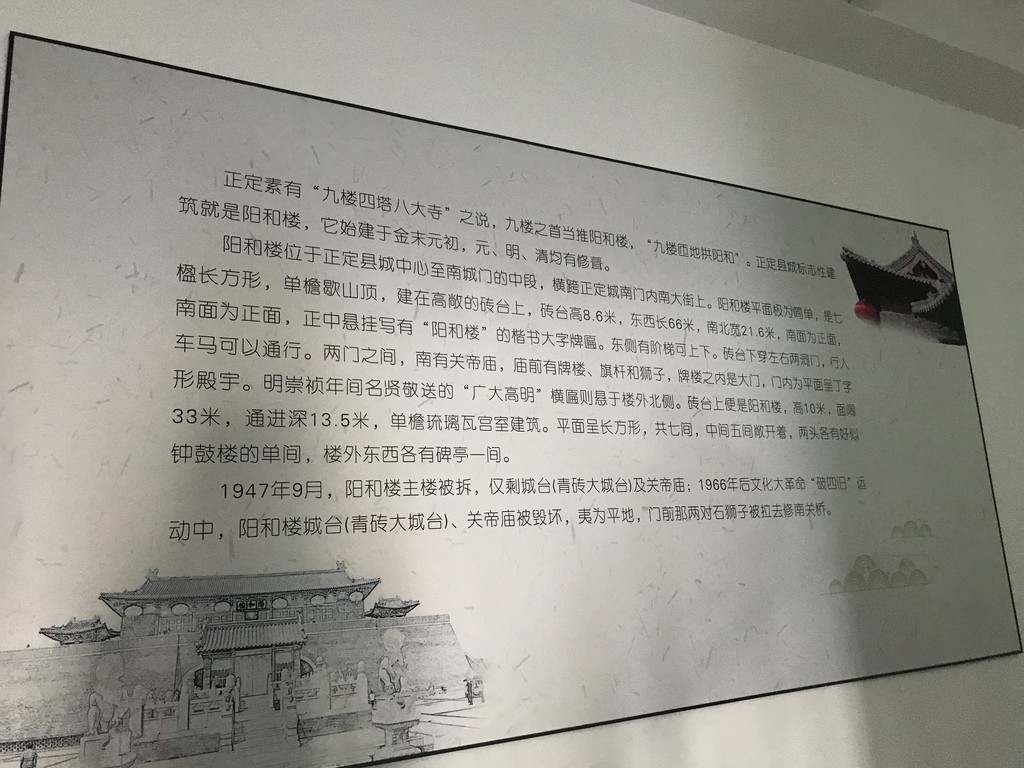 正定素有“九楼四塔八大寺”之说，九楼之首当推阳和楼，“九楼四地拱阳和”。正定县城标志性建
筑就是阳和楼，它始建于金末元初，元、明、清均有修葺。
阳和楼位于正定县城中心至南城门的中段，横跨正定城南门内南大街上。阳和楼平面极为简单，是七
楹长方形，单檐歇山顶，建在高敞的砖台上，砖台高8.6米，东西长66米，南北宽21.6米，南面为正面，
南面为正面，正中悬挂写有“阳和楼”的楷书大字牌匾。东侧有阶梯可上下。砖台下穿左右两洞门，行人
车马可以通行。两门之间，南有关帝庙，庙前有牌楼、旗杆和狮子，牌楼之内是大门，门内为平面呈丁字
形殿宇。明崇祯年间名贤敬送的“广大高明”横匾则悬于楼外北侧。砖台上便是阳和楼，高10米，面阔
33米，通进深13.5米，单檐琉璃瓦宫室建筑。平面呈长方形，共七间，中间五间敞开着，两头各有好似
钟鼓楼的单间，楼外东西各有碑亭一间。
1947年9月，阳和楼主楼被拆，仅剩城台(青砖大城台)及关帝庙；1966年后文化大革命“破四旧”运
动中，阳和楼城台(青砖大城台)、关帝庙被毁坏，夷为平地，门前那两对石狮子被拉去修南关桥。